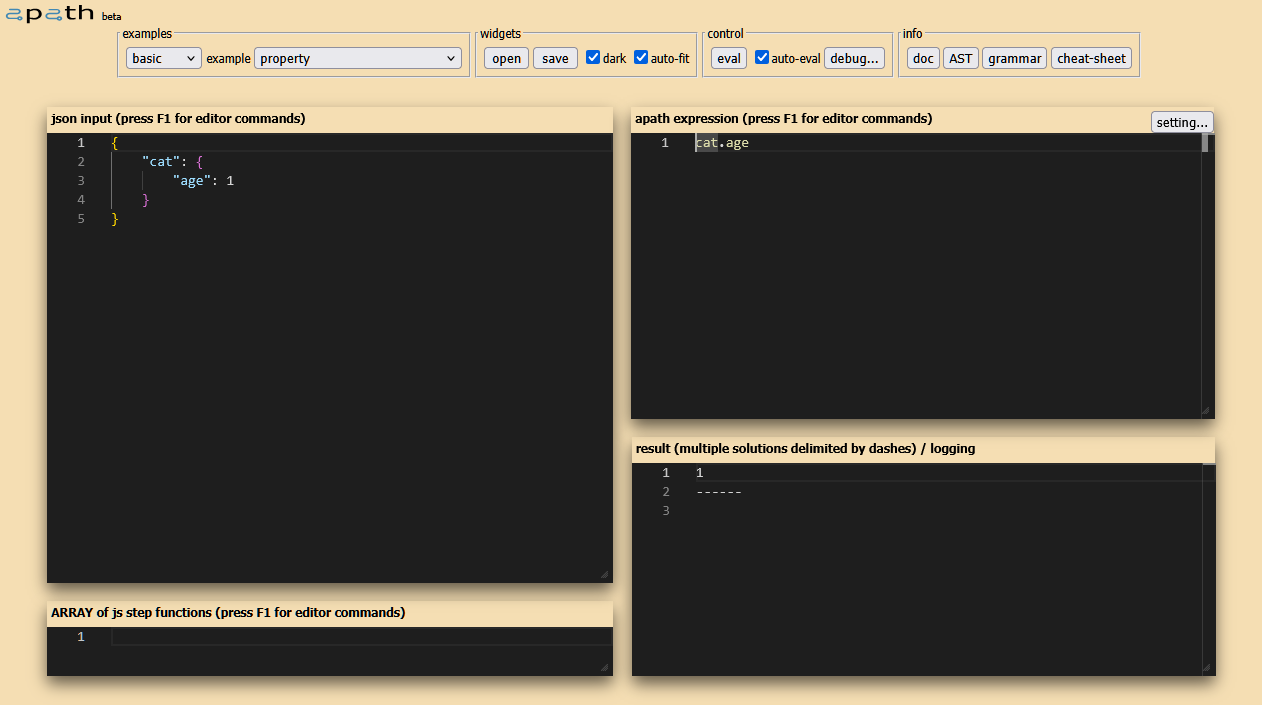 apath beta
examples
basic example property
widgets
open save dark auto-fit
control
eval auto-eval debug...
info
doc AST grammar cheat-sheet
json input (press F1 for editor commands)
1 {
2 "cat": {
3 "age": 1
4 }
5 }
ARRAY of js step functions (press F1 for editor commands)
1
apath expression (press F1 for editor commands)
setting...
1 cat.age
result (multiple solutions delimited by dashes) / logging
1 1
2 ------
3